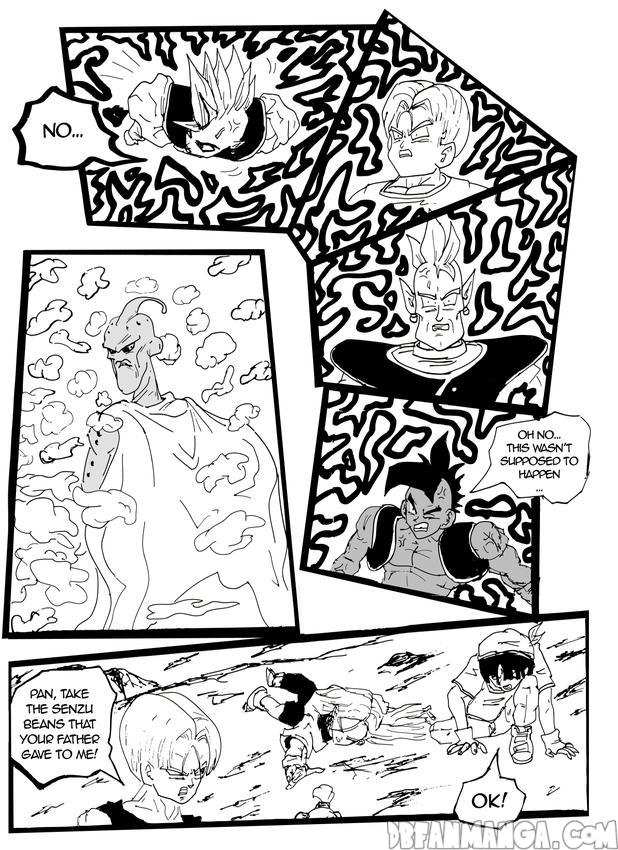 NO...
OH NO...
THIS WASN'T
SUPPOSED TO
HAPPEN
...
PAN, TAKE
THE SENZU
BEANS THAT
YOUR FATHER
GAVE TO ME!
OK!
DBFANMANGA.COM